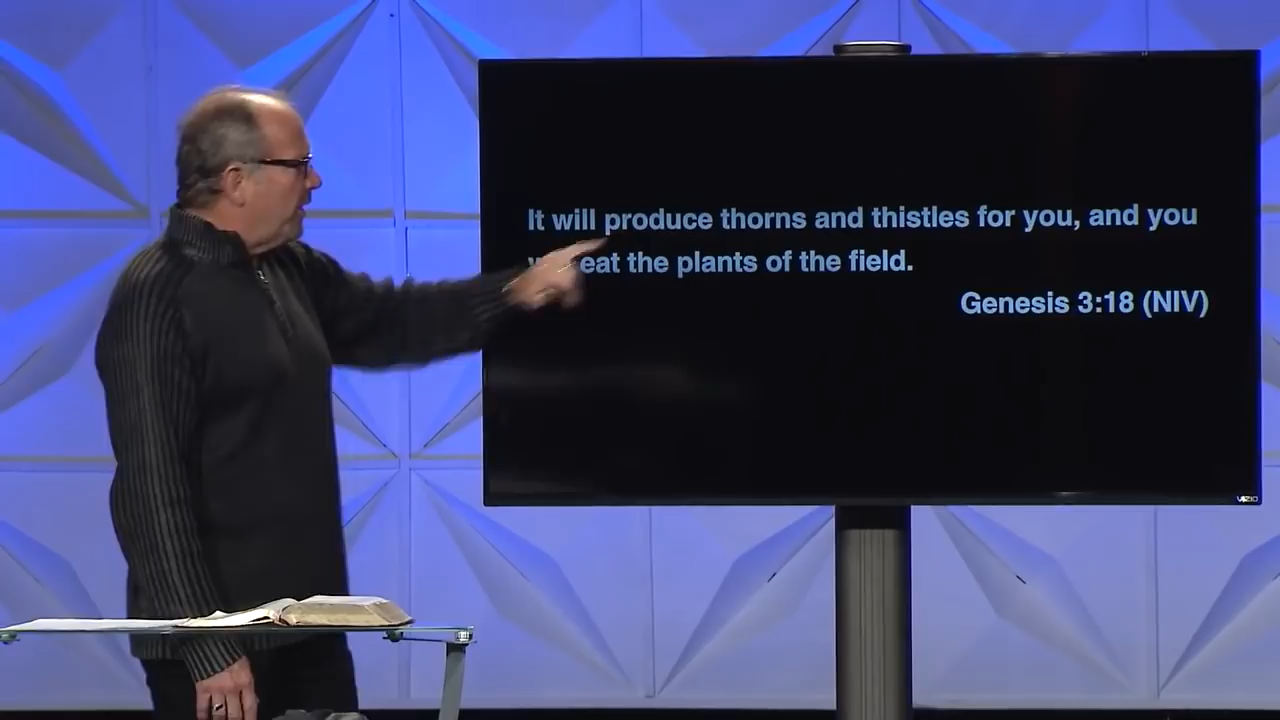 It will produce thorns and thistles for you, and you
eat the plants of the field.
Genesis 3:18 (NIV)
VIZIO